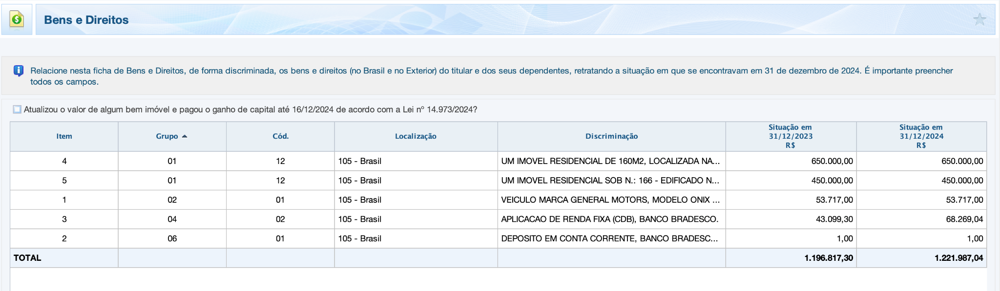 Bens e Direitos
Relacione nesta ficha de Bens e Direitos, de forma discriminada, os bens e direitos (no Brasil e no Exterior) do titular e dos seus dependentes, retratando a situação em que se encontravam em 31 de dezembro de 2024. É importante preencher
todos os campos.
Atualizou o valor de algum bem imóvel e pagou o ganho de capital até 16/12/2024 de acordo com a Lei nº 14.973/2024?
Item Grupo Cód. Localização Discriminação Situação em 31/12/2023 R$ Situação em 31/12/2024 R$
4 01 12 105 - Brasil UM IMOVEL RESIDENCIAL DE 160M2, LOCALIZADA NA... 650.000,00 650.000,00
5 01 12 105 - Brasil UM IMOVEL RESIDENCIAL SOB N.: 166 - EDIFICADO N... 450.000,00 450.000,00
1 02 01 105 - Brasil VEICULO MARCA GENERAL MOTORS, MODELO ONIX ... 53.717,00 53.717,00
3 04 02 105 - Brasil APLICACAO DE RENDA FIXA (CDB), BANCO BRADESCO. 43.099,30 68.269,04
2 06 01 105 - Brasil DEPOSITO EM CONTA CORRENTE, BANCO BRADESC... 1,00 1,00
TOTAL 1.196.817,30 1.221.987,04